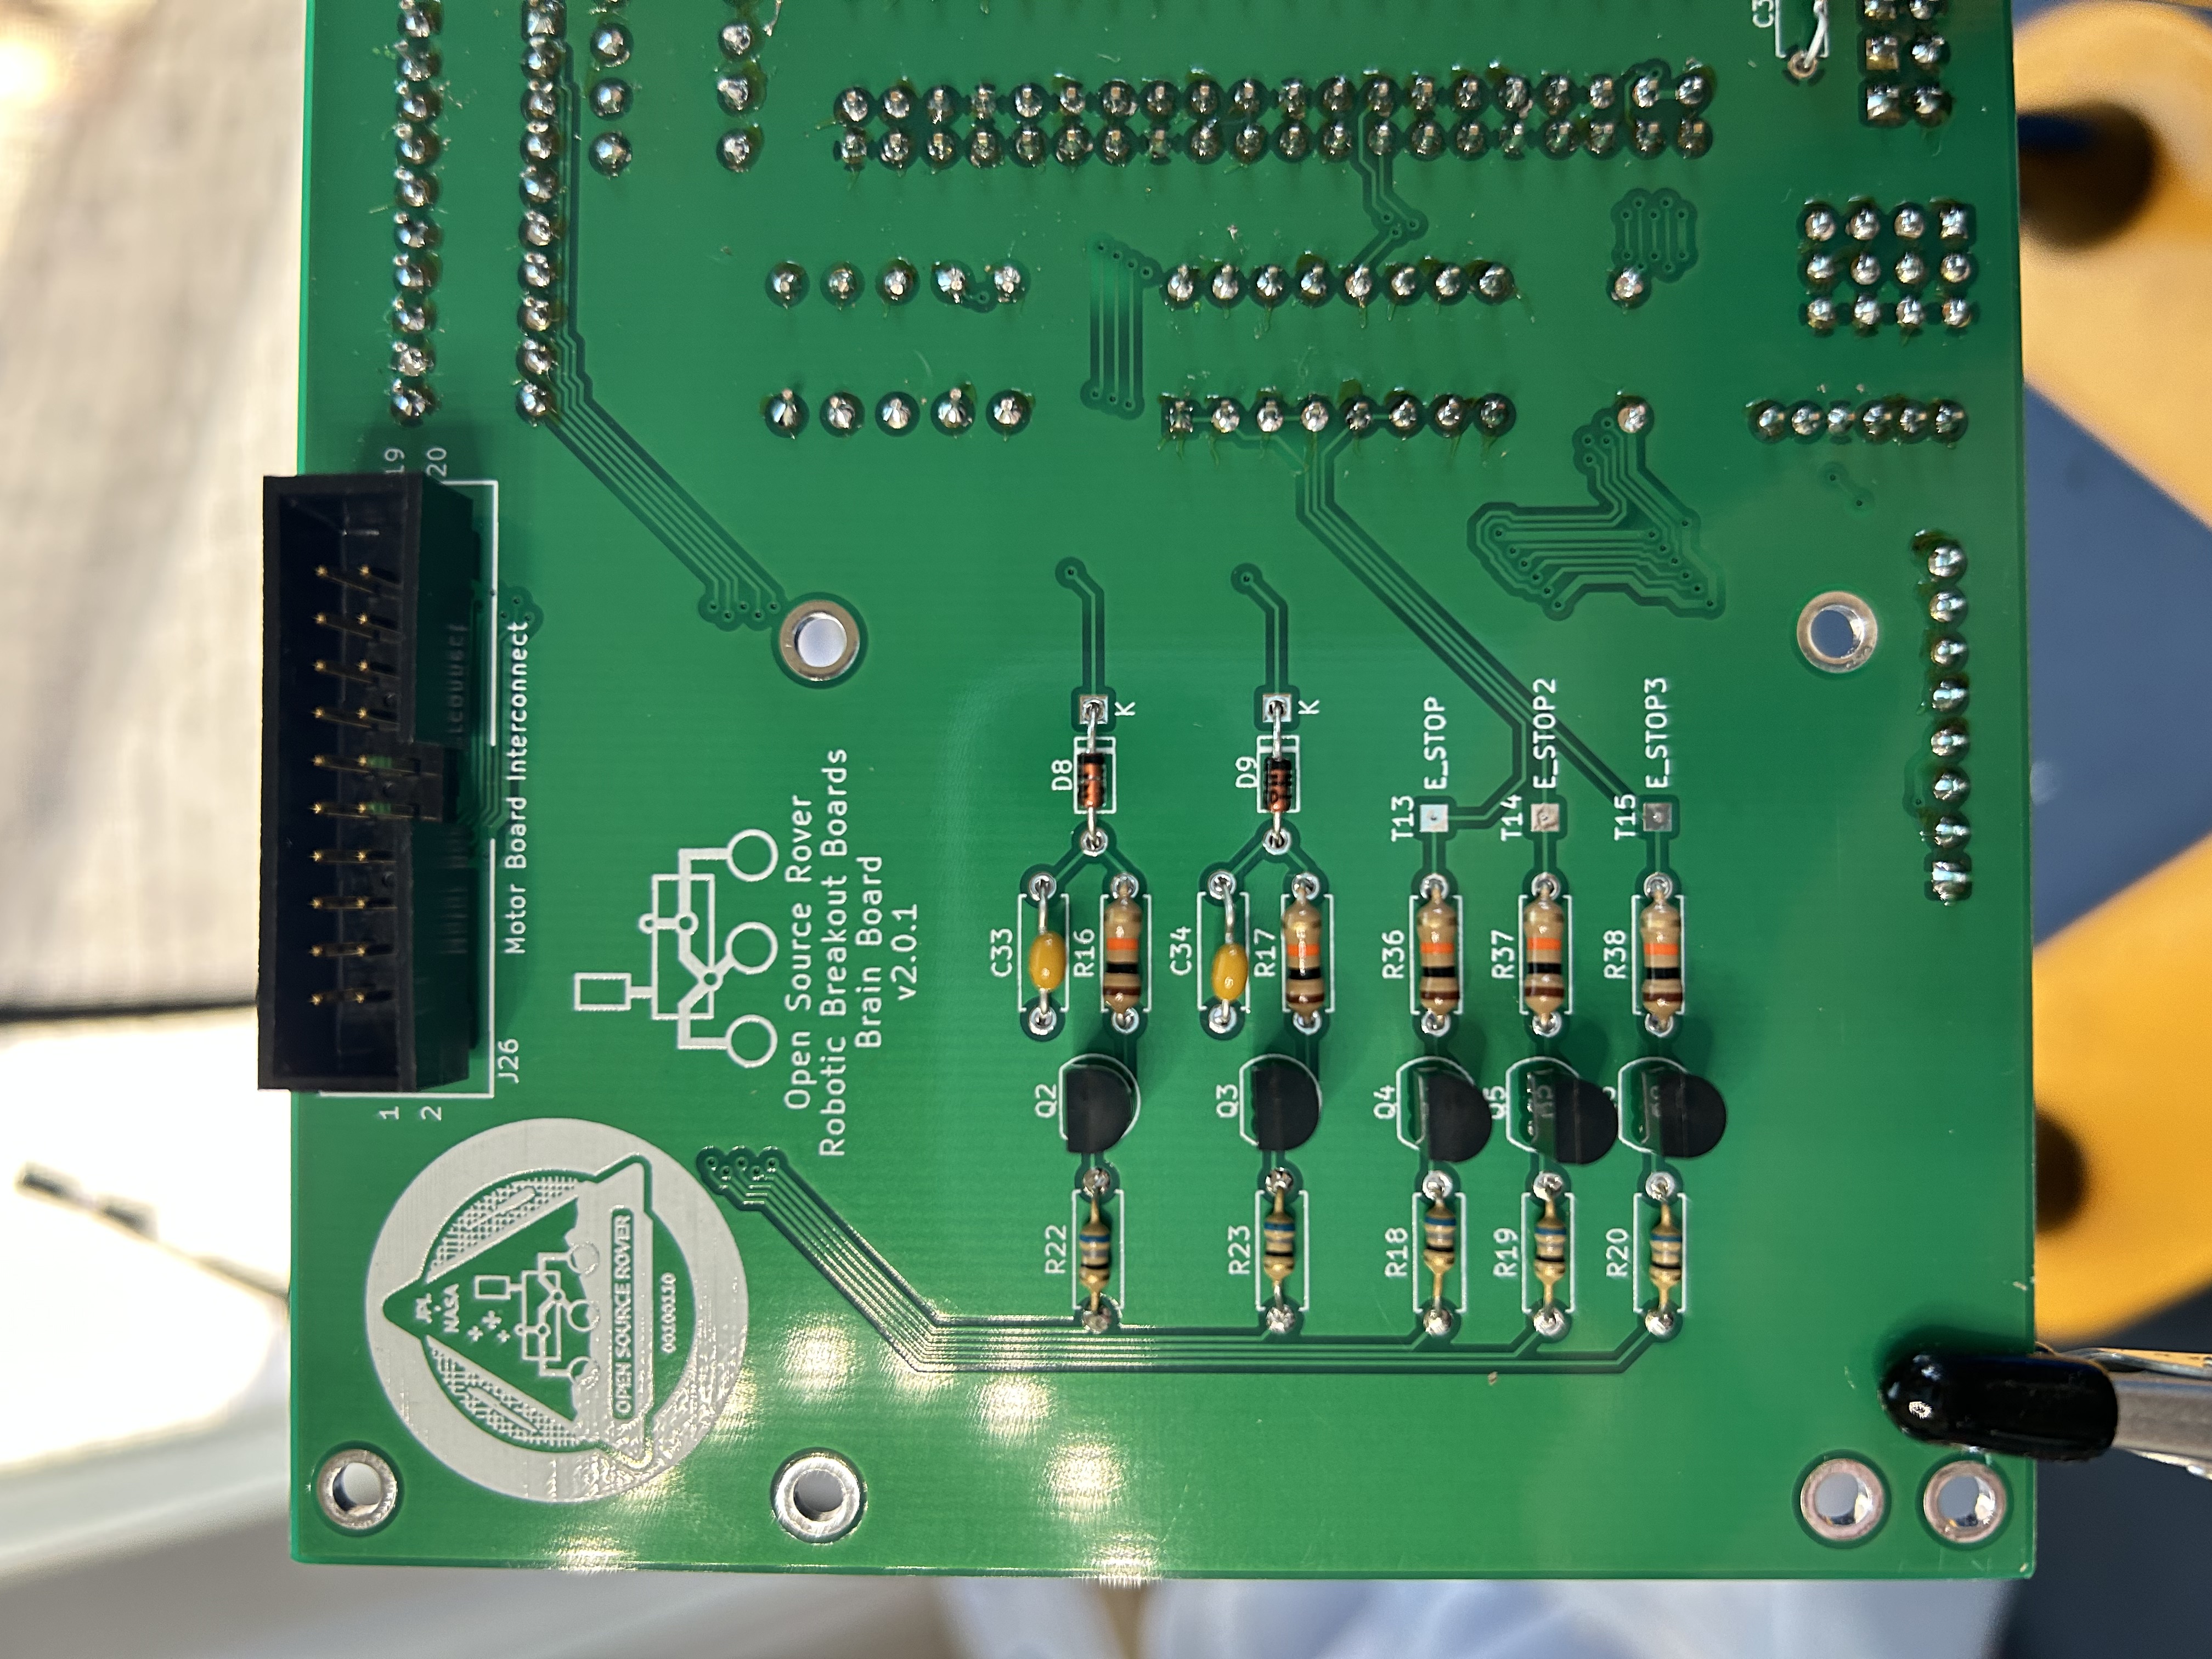 JPL
NASA
OPEN SOURCE ROVER
00100110
1
2
19
20
J26
Motor Board Interconnect
Open Source Rover
Robotic Breakout Boards
Brain Board
v2.0.1
C33
R22
Q2
R16
D8
K
C34
R23
Q3
R17
D9
K
R18
Q4
R36
T13
E_STOP
R19
Q5
R37
T14
E_STOP2
R20
R38
T15
E_STOP3